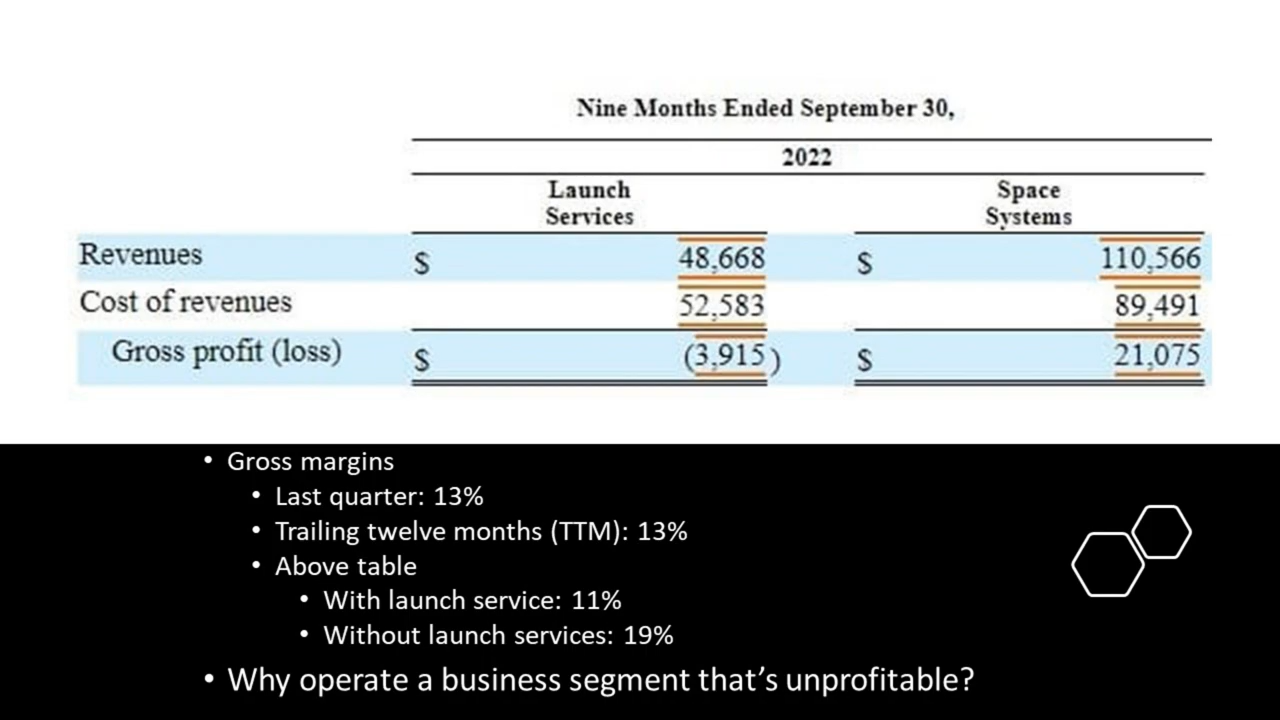 Nine Months Ended September 30,
2022
Launch Services Space Systems
Revenues $ 48,668 $ 110,566
Cost of revenues 52,583 89,491
Gross profit (loss) $ (3,915) $ 21,075
• Gross margins
• Last quarter: 13%
• Trailing twelve months (TTM): 13%
• Above table
• With launch service: 11%
• Without launch services: 19%
• Why operate a business segment that’s unprofitable?